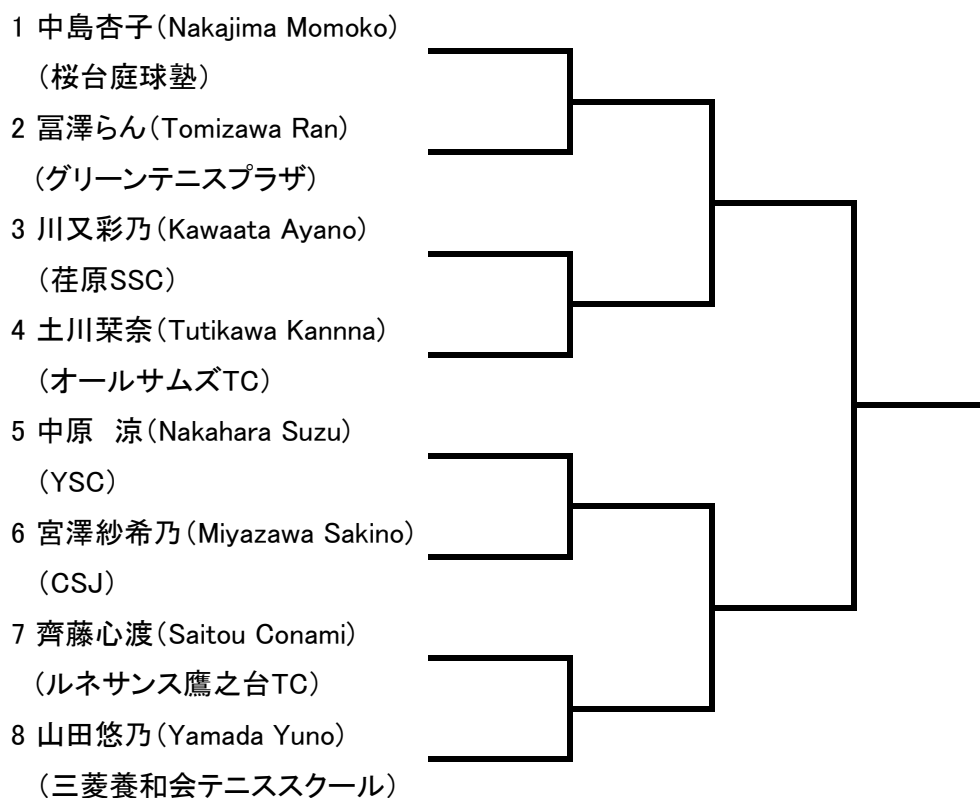 1 中島杏子（Nakajima Momoko）
（桜台庭球塾）
2 冨澤らん（Tomizawa Ran）
（グリーンテニスプラザ）
3 川又彩乃（Kawaata Ayano）
（荏原SSC）
4 土川栞奈（Tutikawa Kannna）
（オールサムズTC）
5 中原　涼（Nakahara Suzu）
（YSC）
6 宮澤紗希乃（Miyazawa Sakino）
（CSJ）
7 齊藤心渡（Saitou Conami）
（ルネサンス鷹之台TC）
8 山田悠乃（Yamada Yuno）
（三菱養和会テニススクール）